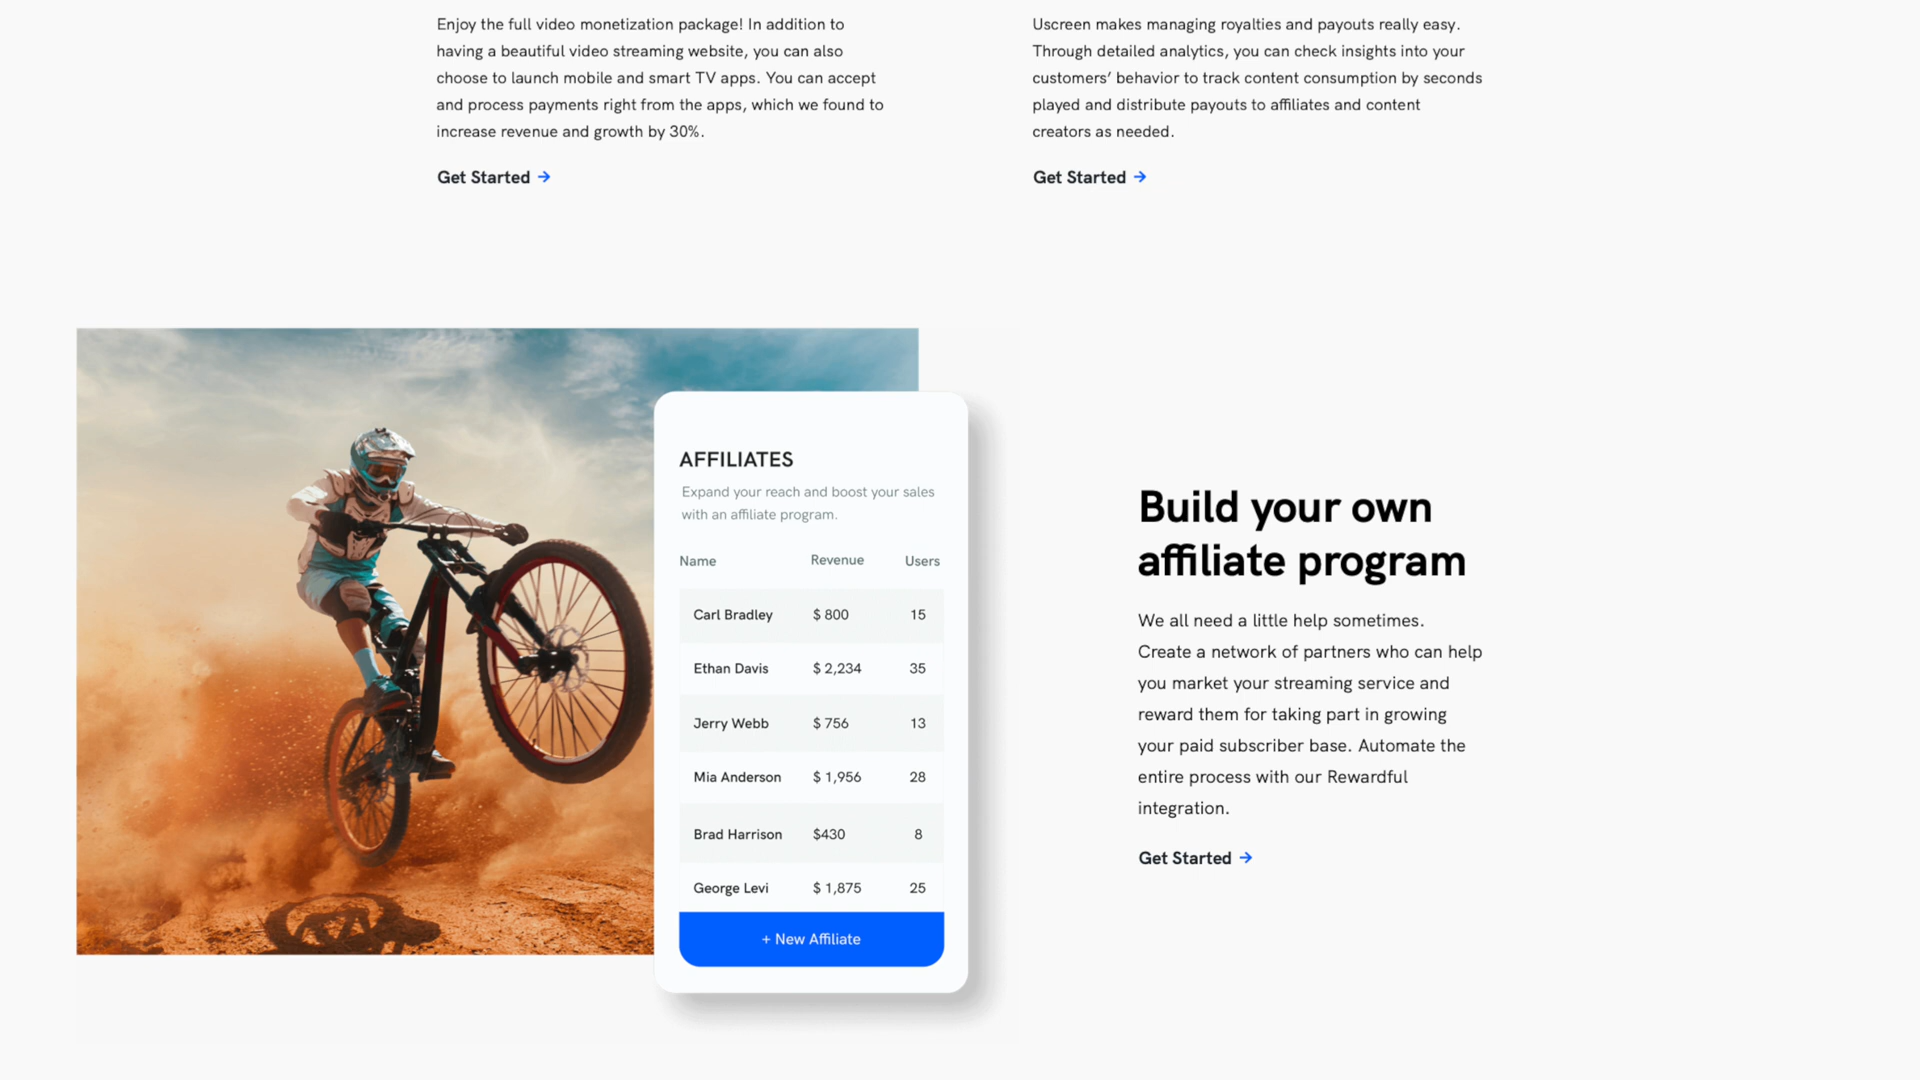 Enjoy the full video monetization package! In addition to
having a beautiful video streaming website, you can also
choose to launch mobile and smart TV apps. You can accept
and process payments right from the apps, which we found to
increase revenue and growth by 30%.
Get Started →
Uscreen makes managing royalties and payouts really easy.
Through detailed analytics, you can check insights into your
customers’ behavior to track content consumption by seconds
played and distribute payouts to affiliates and content
creators as needed.
Get Started →
AFFILIATES
Expand your reach and boost your sales
with an affiliate program.
Name Revenue Users
Carl Bradley $ 800 15
Ethan Davis $ 2,234 35
Jerry Webb $ 756 13
Mia Anderson $ 1,956 28
Brad Harrison $430 8
George Levi $ 1,875 25
+ New Affiliate
Build your own
affiliate program
We all need a little help sometimes.
Create a network of partners who can help
you market your streaming service and
reward them for taking part in growing
your paid subscriber base. Automate the
entire process with our Rewardful
integration.
Get Started →